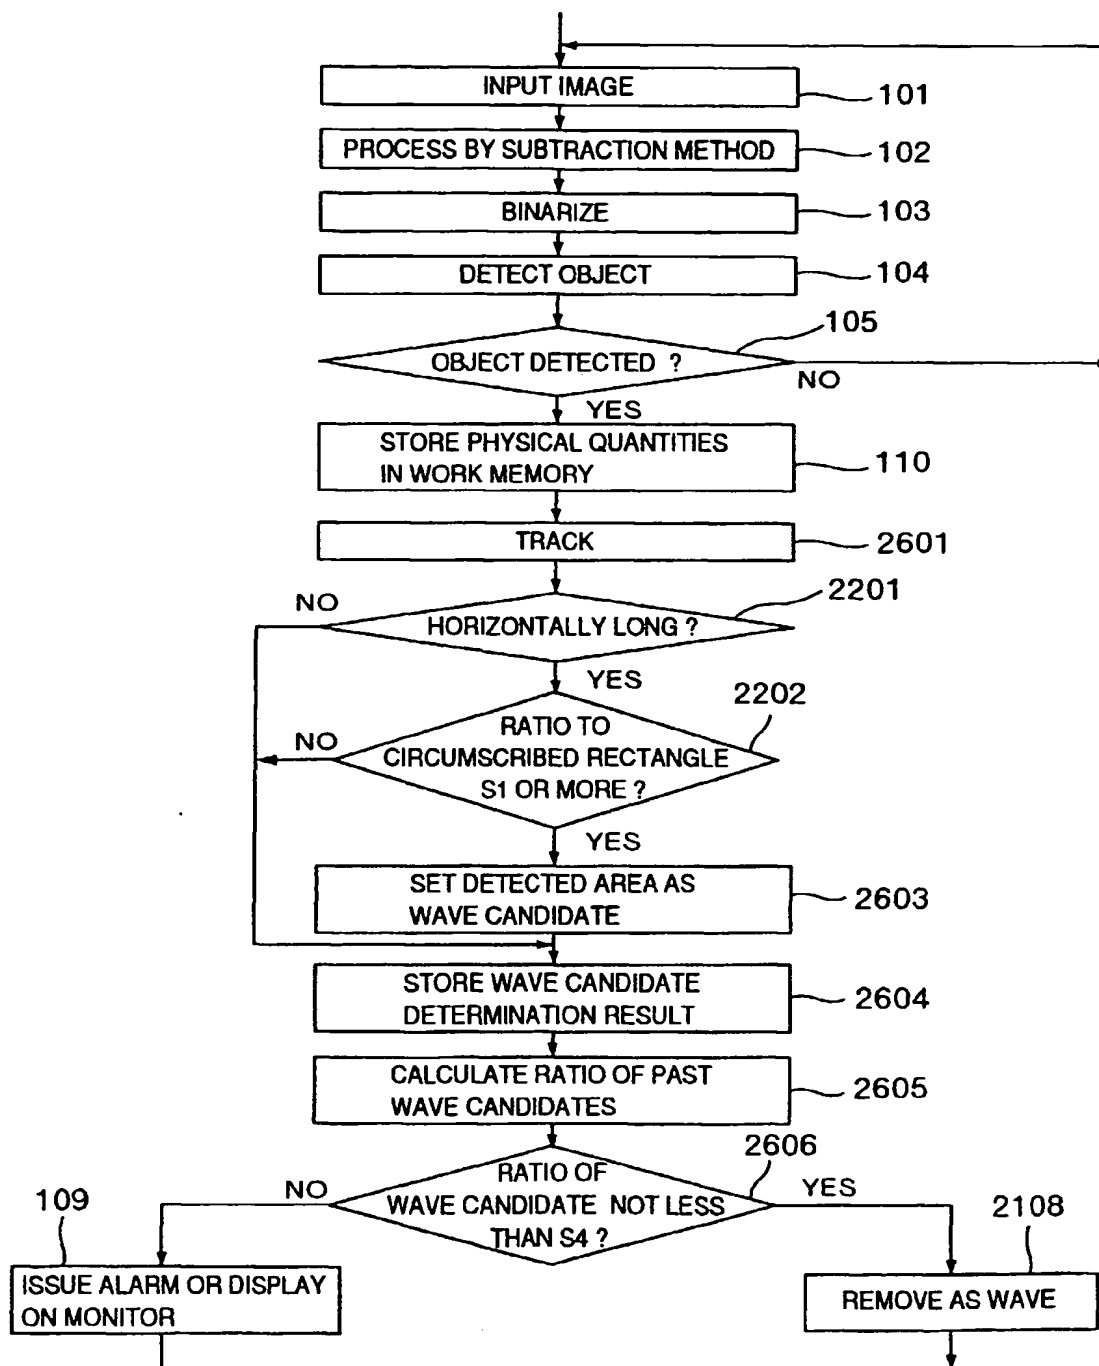 INPUT IMAGE
101
PROCESS BY SUBTRACTION METHOD
102
BINARIZE
103
DETECT OBJECT
104
105
OBJECT DETECTED ?
NO
YES
STORE PHYSICAL QUANTITIES
IN WORK MEMORY
110
TRACK
2601
NO
2201
HORIZONTALLY LONG ?
YES
2202
RATIO TO
CIRCUMSCRIBED RECTANGLE
S1 OR MORE ?
NO
YES
SET DETECTED AREA AS
WAVE CANDIDATE
2603
STORE WAVE CANDIDATE
DETERMINATION RESULT
2604
CALCULATE RATIO OF PAST
WAVE CANDIDATES
2605
2606
RATIO OF
WAVE CANDIDATE NOT LESS
THAN S4 ?
NO
YES
109
2108
ISSUE ALARM OR DISPLAY
ON MONITOR
REMOVE AS WAVE